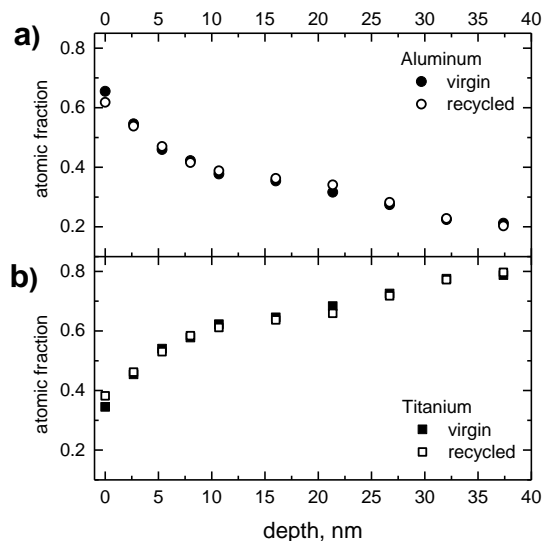 0 5 10 15 20 25 30 35 40
a)
0.8
Aluminum
virgin
recycled
0.6
0.4
0.2
atomic fraction
b)
0.8
0.6
0.4
0.2
atomic fraction
Titanium
virgin
recycled
0 5 10 15 20 25 30 35 40
depth, nm